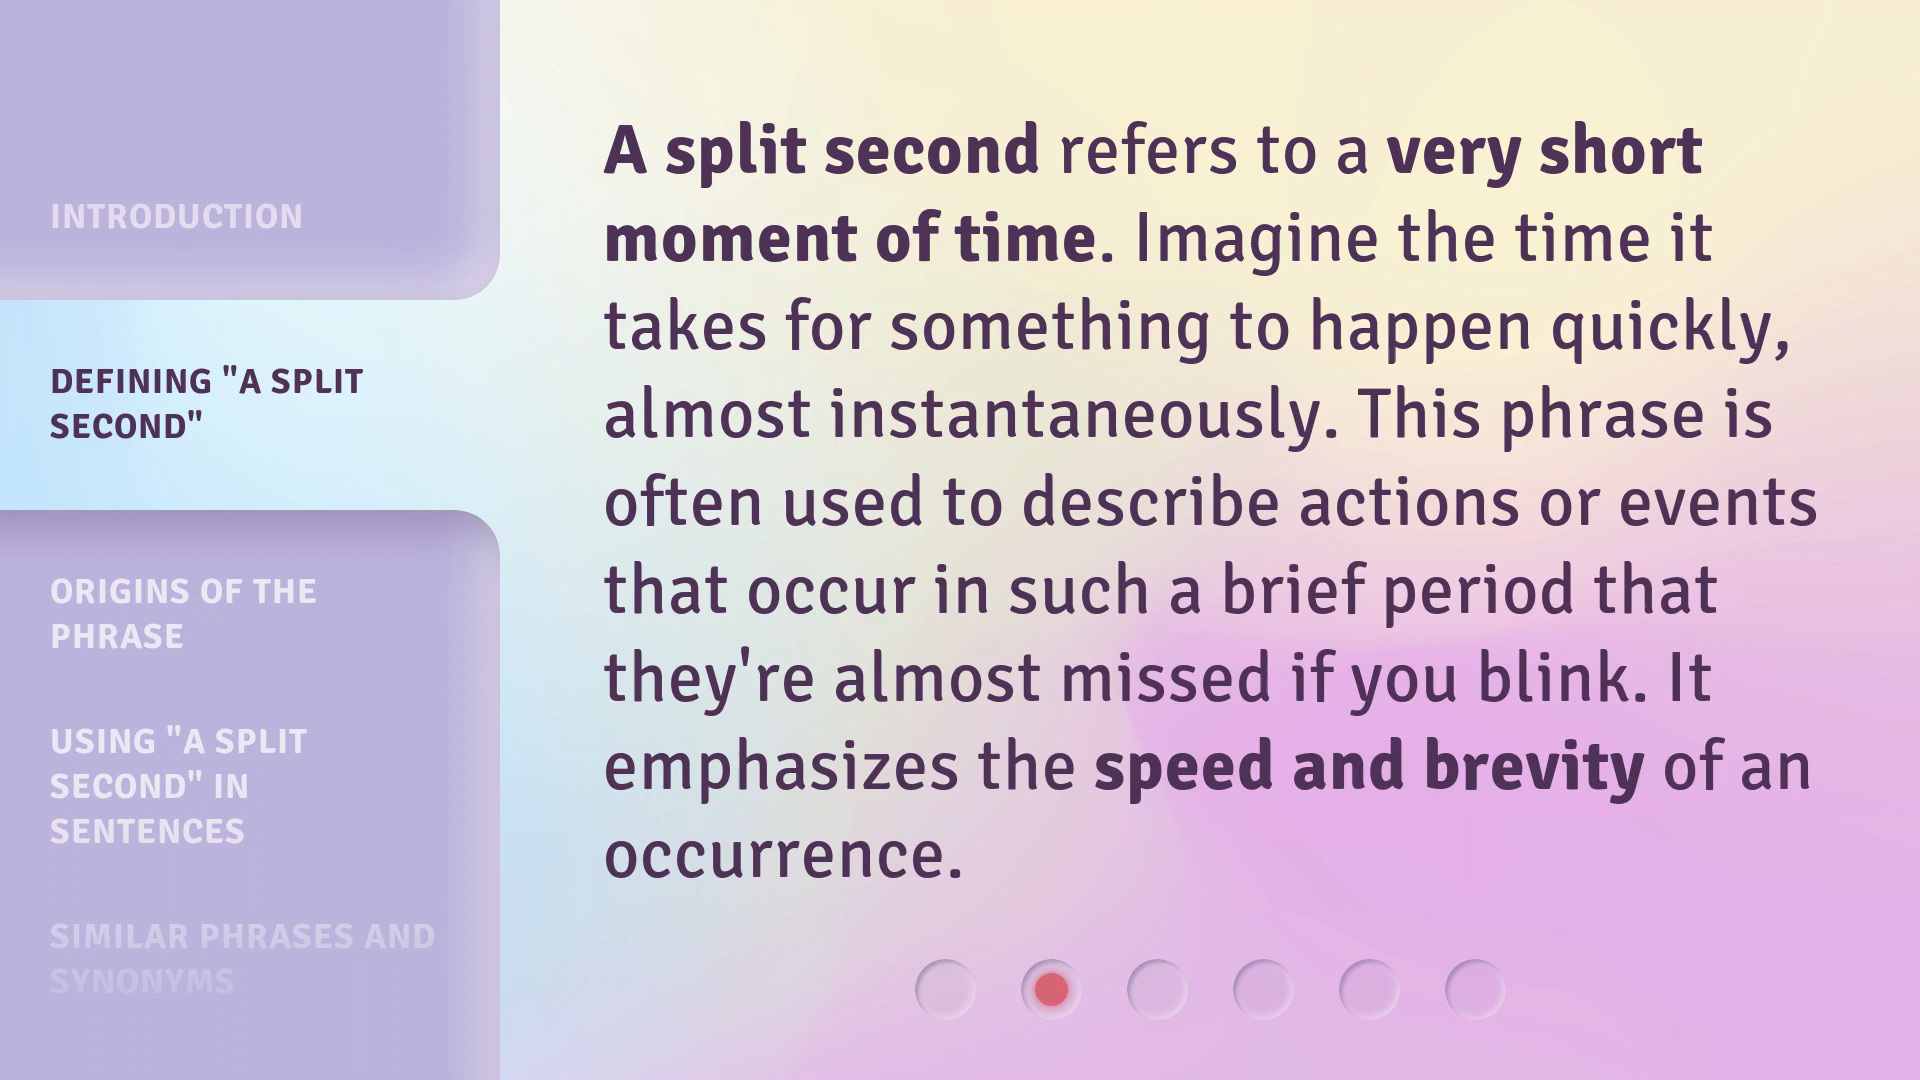 INTRODUCTION
DEFINING "A SPLIT
SECOND"
ORIGINS OF THE
PHRASE
USING "A SPLIT
SECOND" IN
SENTENCES
SIMILAR PHRASES AND
SYNONYMS
A split second refers to a very short
moment of time. Imagine the time it
takes for something to happen quickly,
almost instantaneously. This phrase is
often used to describe actions or events
that occur in such a brief period that
they're almost missed if you blink. It
emphasizes the speed and brevity of an
occurrence.